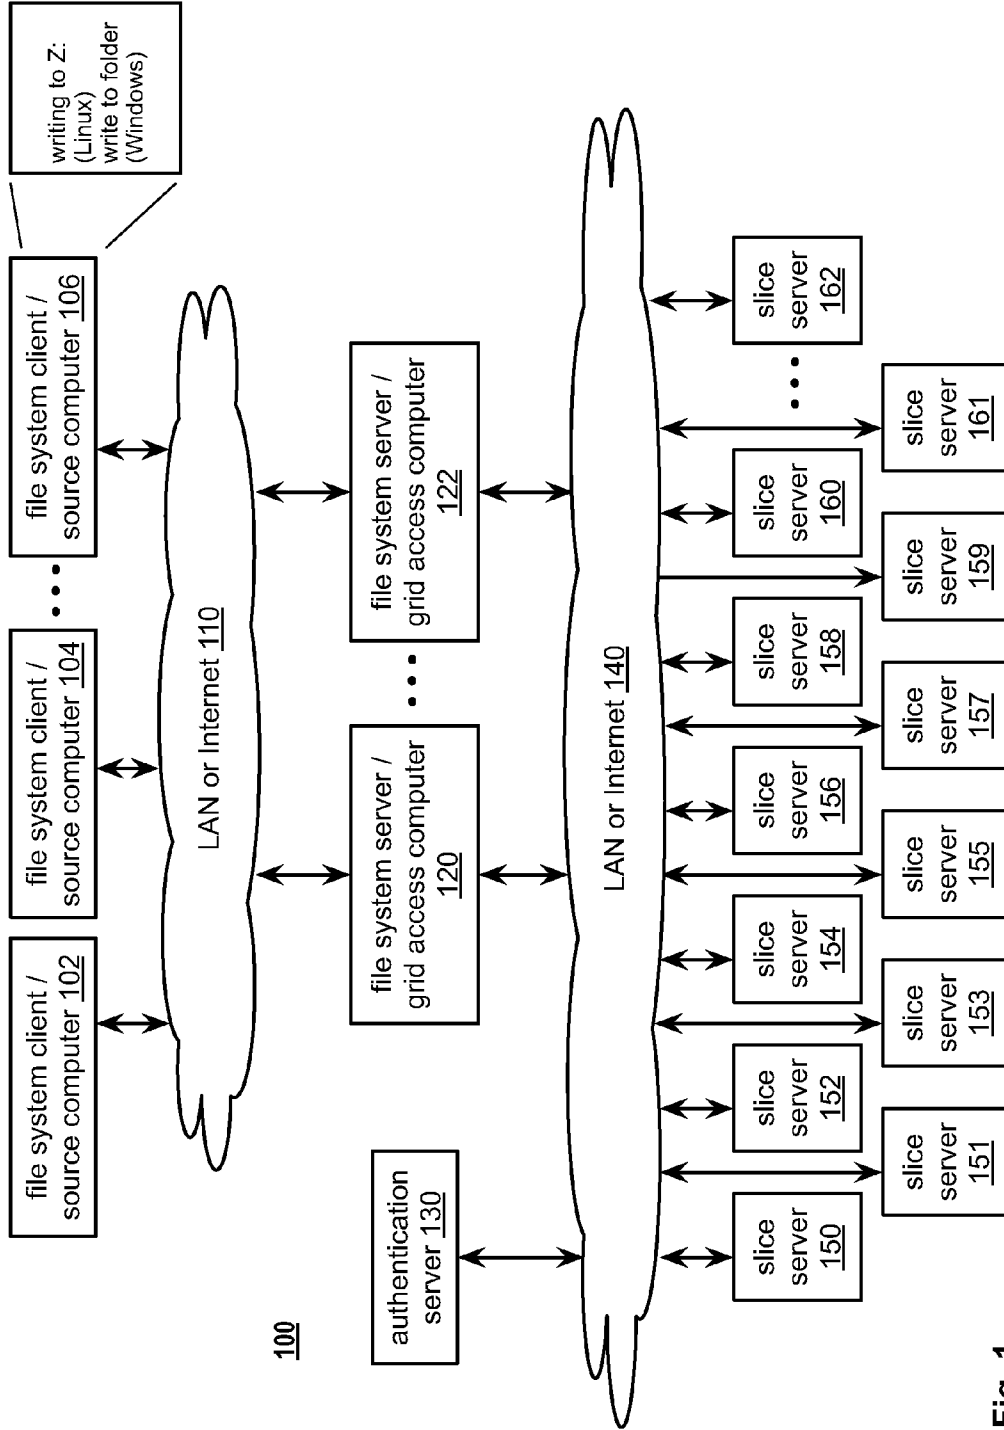 writing to Z:
(Linux)
write to folder
(Windows)
file system client /
source computer 102
file system client /
source computer 104
file system client /
source computer 106
LAN or Internet 110
file system server /
grid access computer
120
file system server /
grid access computer
122
authentication
server 130
100
LAN or Internet 140
slice
server
150
slice
server
152
slice
server
154
slice
server
156
slice
server
158
slice
server
160
slice
server
162
slice
server
151
slice
server
153
slice
server
155
slice
server
157
slice
server
159
slice
server
161
Fig. 1